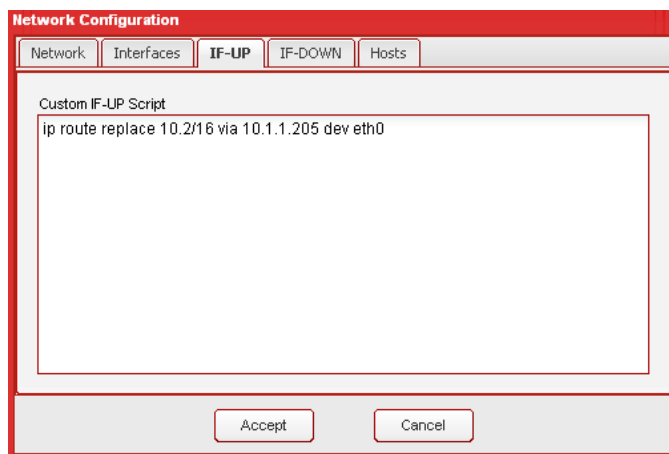 Network Configuration
Network Interfaces IF-UP IF-DOWN Hosts
Custom IF-UP Script
ip route replace 10.2/16 via 10.1.1.205 dev eth0
Accept Cancel